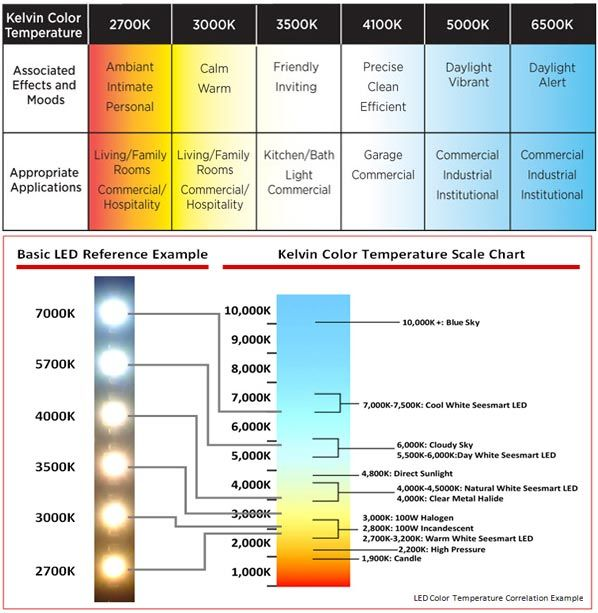 Kelvin Color Temperature 2700K 3000K 3500K 4100K 5000K 6500K
Associated Effects and Moods
Ambiant
Intimate
Personal
Calm
Warm
Friendly
Inviting
Precise
Clean
Efficient
Daylight
Vibrant
Daylight
Alert
Appropriate Applications
Living/Family
Rooms
Commercial/
Hospitality
Living/Family
Rooms
Commercial/
Hospitality
Kitchen/Bath
Light
Commercial
Garage
Commercial
Commercial
Industrial
Institutional
Commercial
Industrial
Institutional
Basic LED Reference Example
7000K
5700K
4000K
3500K
3000K
2700K
Kelvin Color Temperature Scale Chart
10,000K
9,000K
8,000K
7,000K
6,000K
5,000K
4,000K
3,000K
2,000K
1,000K
10,000K+: Blue Sky
7,000K-7,500K: Cool White Seesmart LED
6,000K: Cloudy Sky
5,500K-6,000K:Day White Seesmart LED
4,800K: Direct Sunlight
4,000K-4,5000K: Natural White Seesmart LED
4,000K: Clear Metal Halide
3,000K: 100W Halogen
2,800K: 100W Incandescent
2,700K-3,200K: Warm White Seesmart LED
2,200K: High Pressure
1,900K: Candle
LED Color Temperature Correlation Example